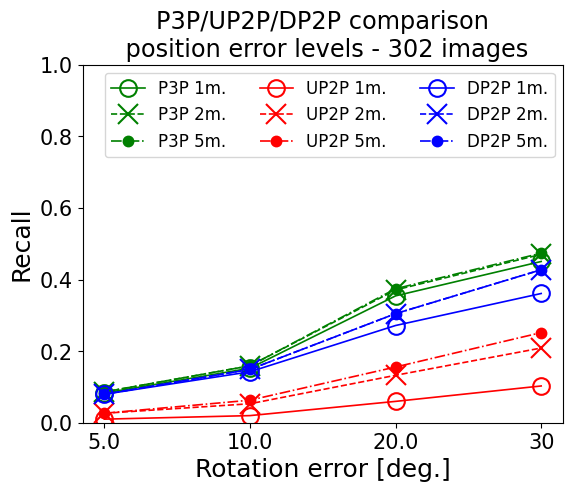 P3P/UP2P/DP2P comparison
position error levels - 302 images
P3P 1m.
UP2P 1m.
DP2P 1m.
P3P 2m.
UP2P 2m.
DP2P 2m.
P3P 5m.
UP2P 5m.
DP2P 5m.
Recall
1.0
0.8
0.6
0.4
0.2
0.0
5.0
10.0
20.0
30
Rotation error [deg.]